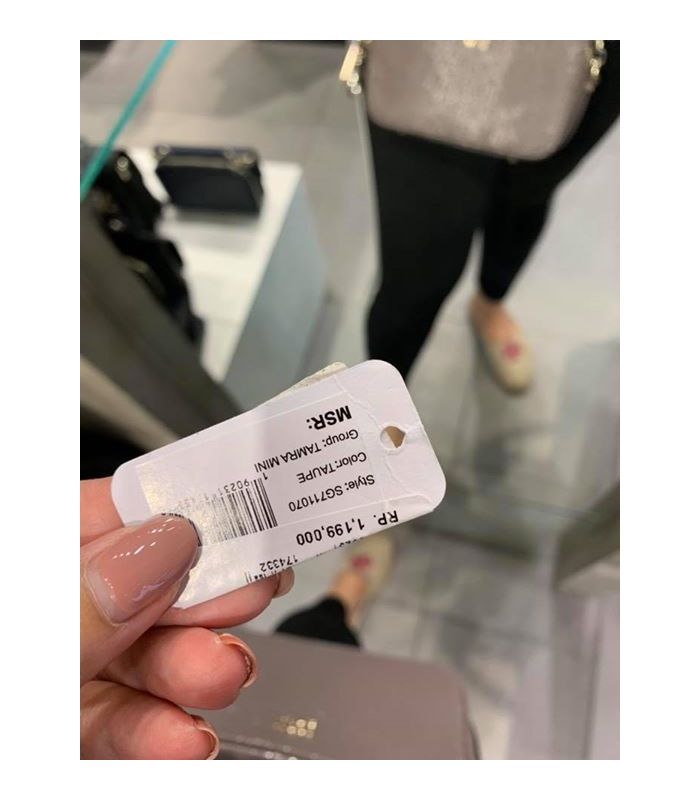 RP. 1,199,000
174332
Style: SG711070
Color:TAUPE
Group: TAMRA MINI
MSR: